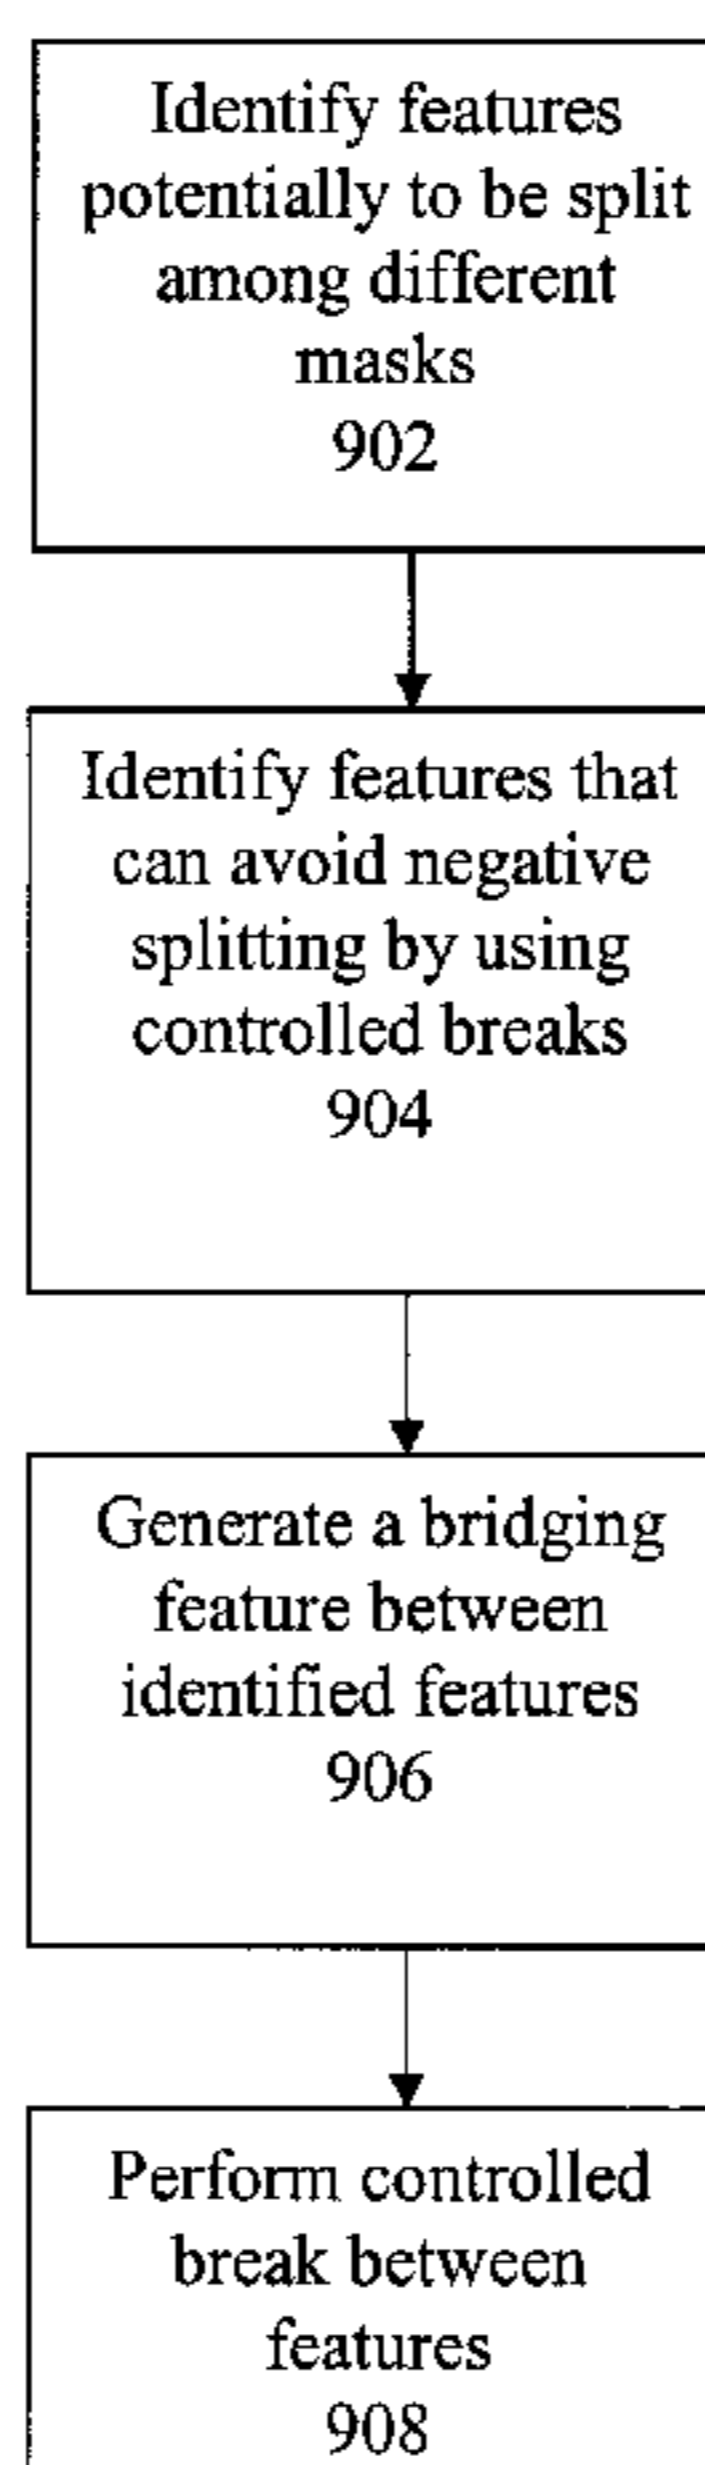 Identify features
potentially to be split
among different
masks
902
Identify features that
can avoid negative
splitting by using
controlled breaks
904
Generate a bridging
feature between
identified features
906
Perform controlled
break between
features
908